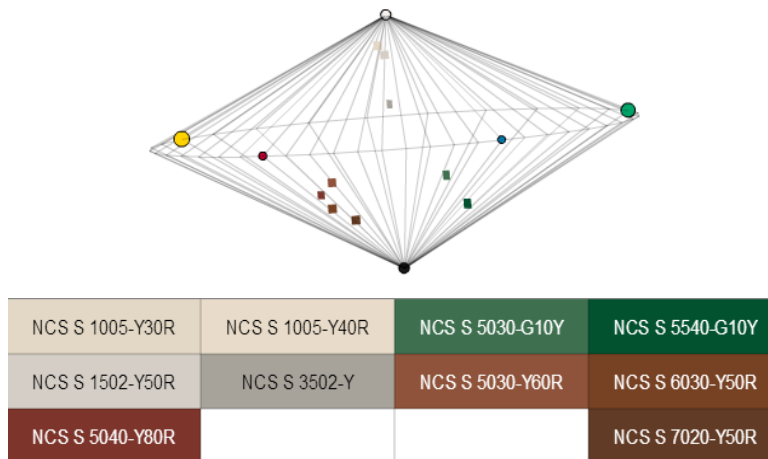 NCS S 1005-Y30R
NCS S 1005-Y40R
NCS S 5030-G10Y
NCS S 5540-G10Y
NCS S 1502-Y50R
NCS S 3502-Y
NCS S 5030-Y60R
NCS S 6030-Y50R
NCS S 5040-Y80R
NCS S 7020-Y50R